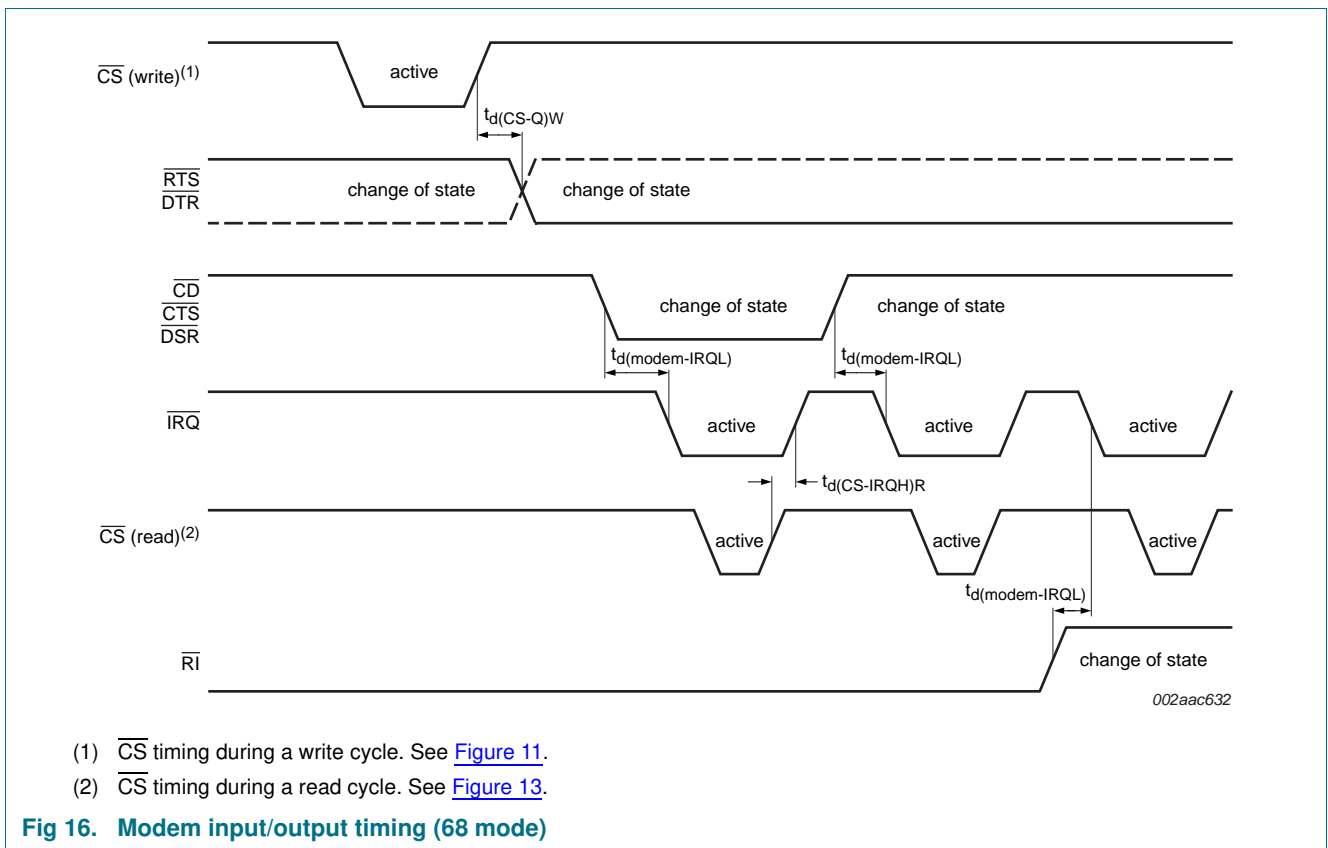 CS (write)(1)
active
td(CS-Q)W
RTS
DTR
change of state
change of state
CD
CTS
DSR
change of state
change of state
td(modem-IRQL)
td(modem-IRQL)
IRQ
active
active
active
td(CS-IRQH)R
CS (read)(2)
active
active
active
td(modem-IRQL)
RI
change of state
002aac632
(1) CS timing during a write cycle. See Figure 11.
(2) CS timing during a read cycle. See Figure 13.
Fig 16. Modem input/output timing (68 mode)